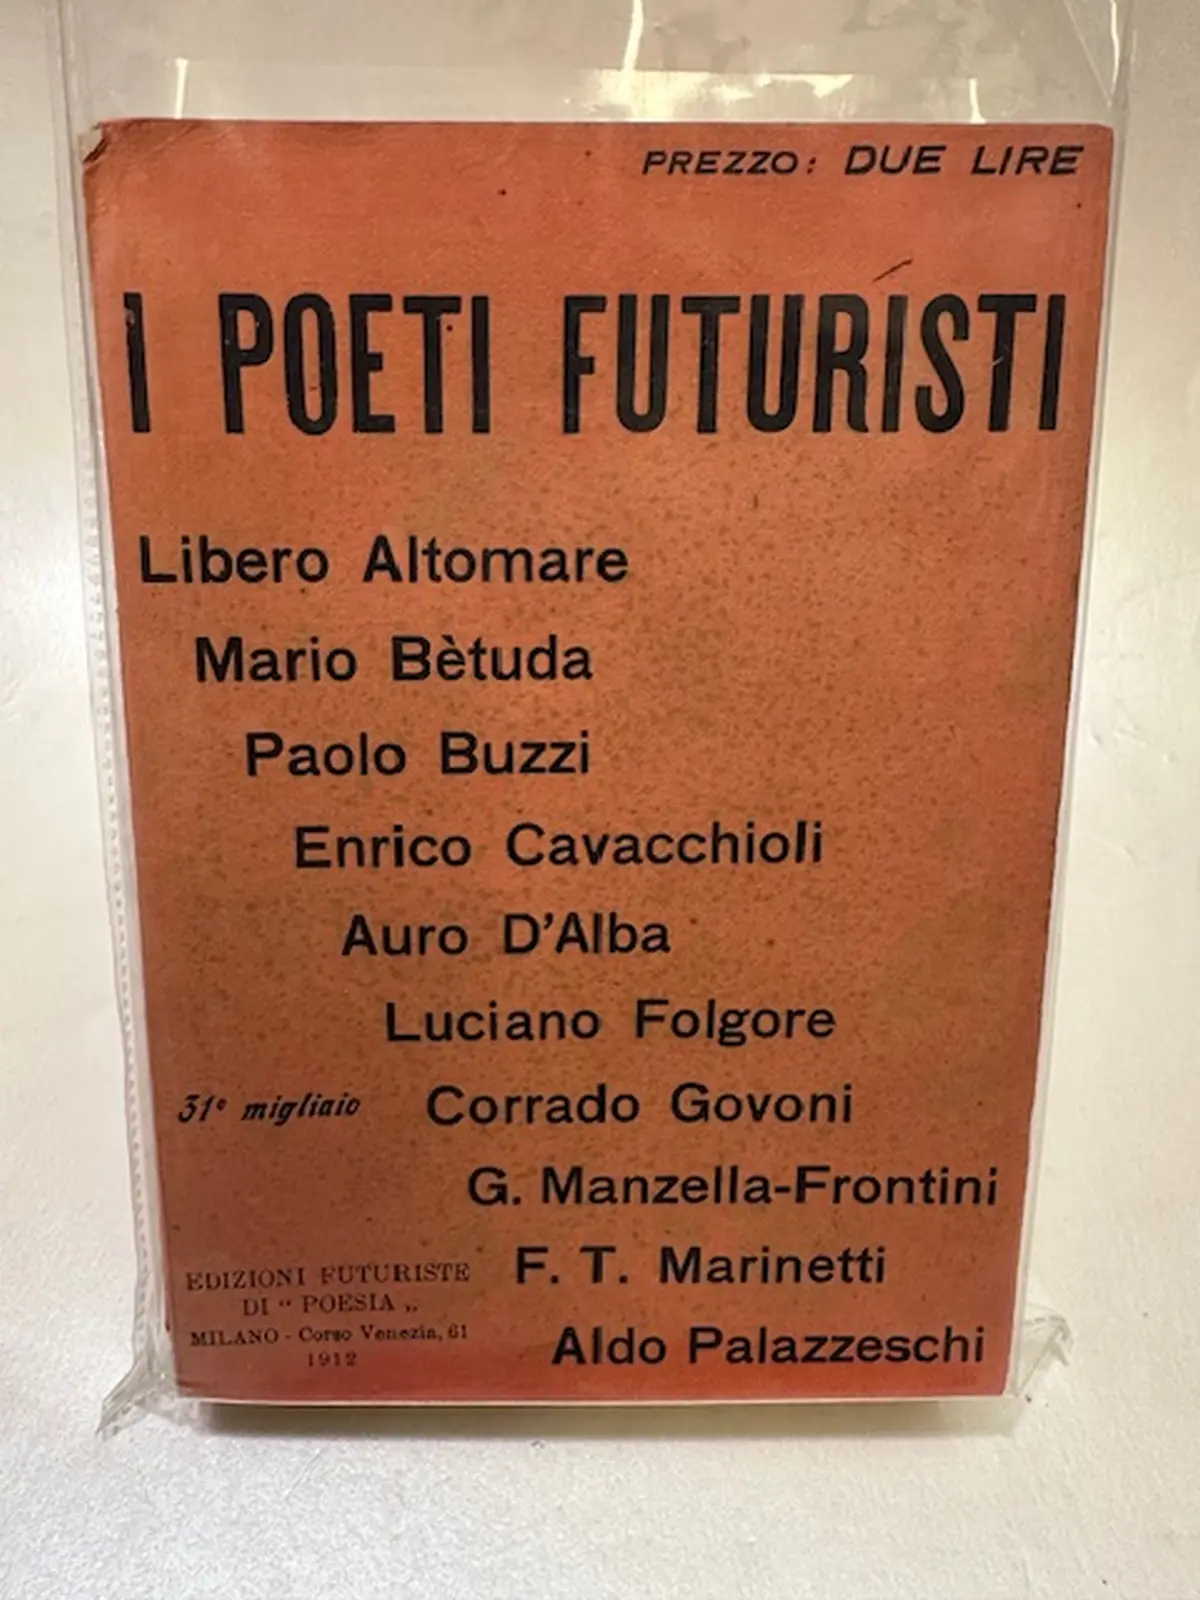 PREZZO: DUE LIRE
I POETI FUTURISTI
Libero Altomare
Mario Bètuda
Paolo Buzzi
Enrico Cavacchioli
Auro D'Alba
Luciano Folgore
31º migliaio
Corrado Govoni
G. Manzella-Frontini
F. T. Marinetti
Aldo Palazzeschi
EDIZIONI FUTURISTE
DI “ POESIA „
MILANO - Corso Venezia, 61
1912